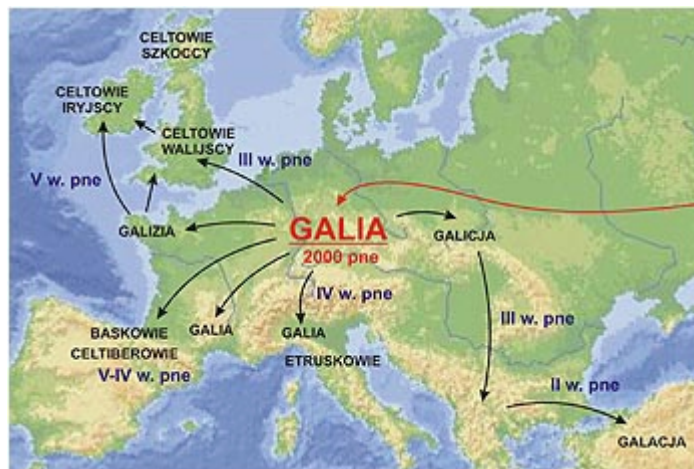 CELTOWIE
SZKOCCY
CELTOWIE
IRYJSCY
CELTOWIE
WALIJSCY
III w. pne
V w. pne
GALIZIA
GALIA
2000 pne
GALICJA
IV w. pne
III w. pne
BASKOWIE
CELTIBEROWIE
V-IV w. pne
GALIA
GALIA
ETRUSKOWIE
II w. pne
GALACJA